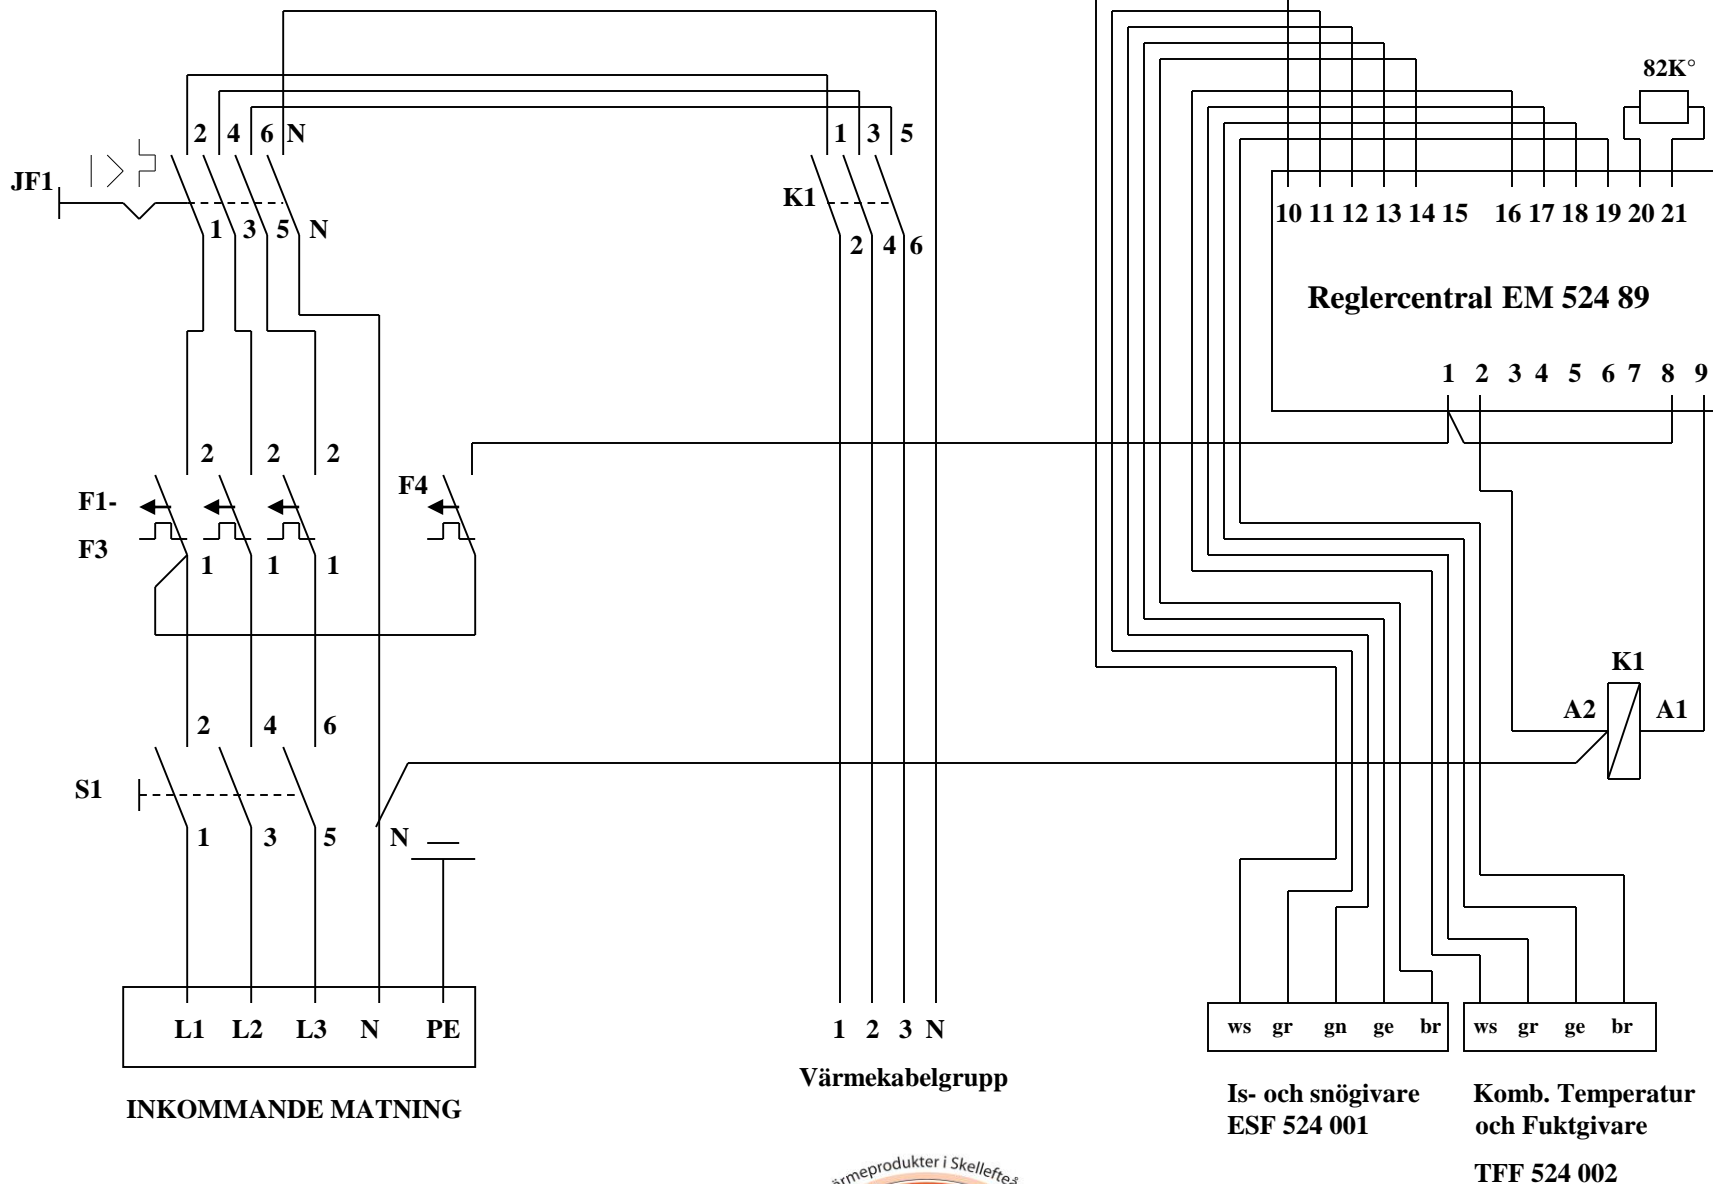 82K°
2 4 6 N
1 3 5
JF1
K1
1 3 5 N
2 4 6
10 11 12 13 14 15 16 17 18 19 20 21
Reglercentral EM 524 89
1 2 3 4 5 6 7 8 9
2 2 2
F1-
F3
F4
1 1 1
K1
A2 A1
2 4 6
S1
1 3 5 N
L1 L2 L3 N PE
INKOMMANDE MATNING
1 2 3 N
Värmekabelgrupp
ws gr gn ge br
ws gr ge br
Is- och snögivare
ESF 524 001
Komb. Temperatur
och Fuktgivare
TFF 524 002
i